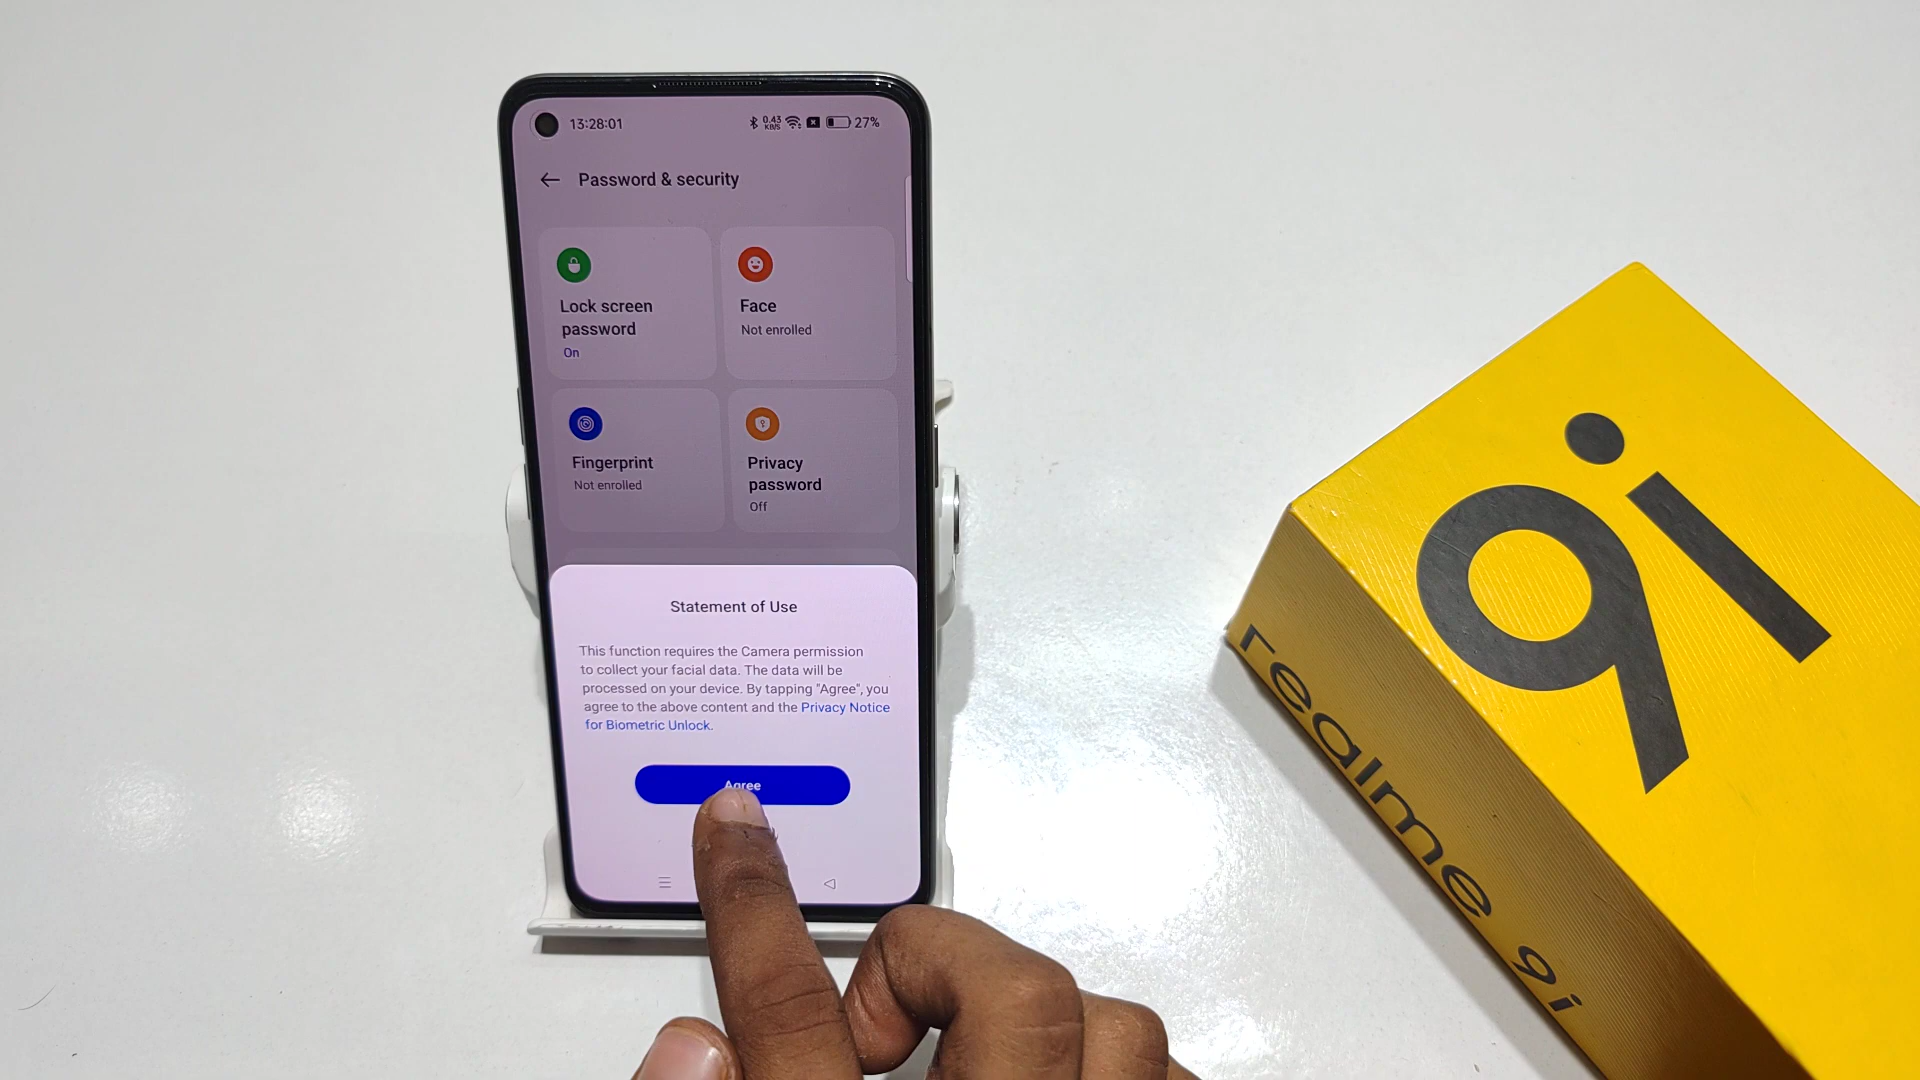 13:28:01
0.43
KB/S
27%
Password & security
Lock screen
password
On
Face
Not enrolled
Fingerprint
Not enrolled
Privacy
password
Off
Statement of Use
This function requires the Camera permission
to collect your facial data. The data will be
processed on your device. By tapping "Agree", you
agree to the above content and the Privacy Notice
for Biometric Unlock.
Agree
9i
realme 9i